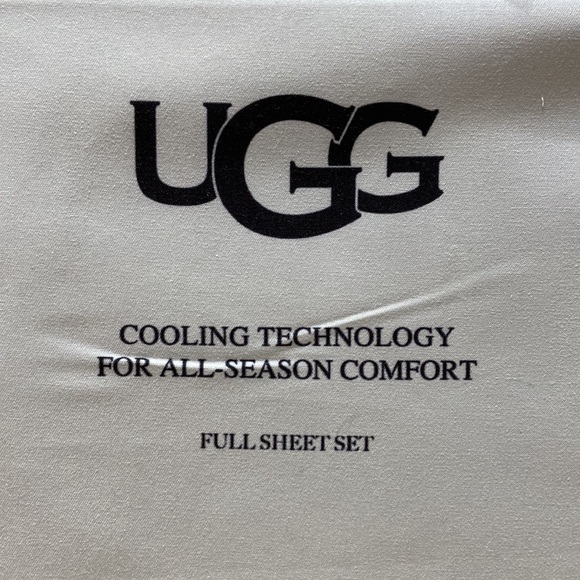 UGG
COOLING TECHNOLOGY
FOR ALL-SEASON COMFORT
FULL SHEET SET